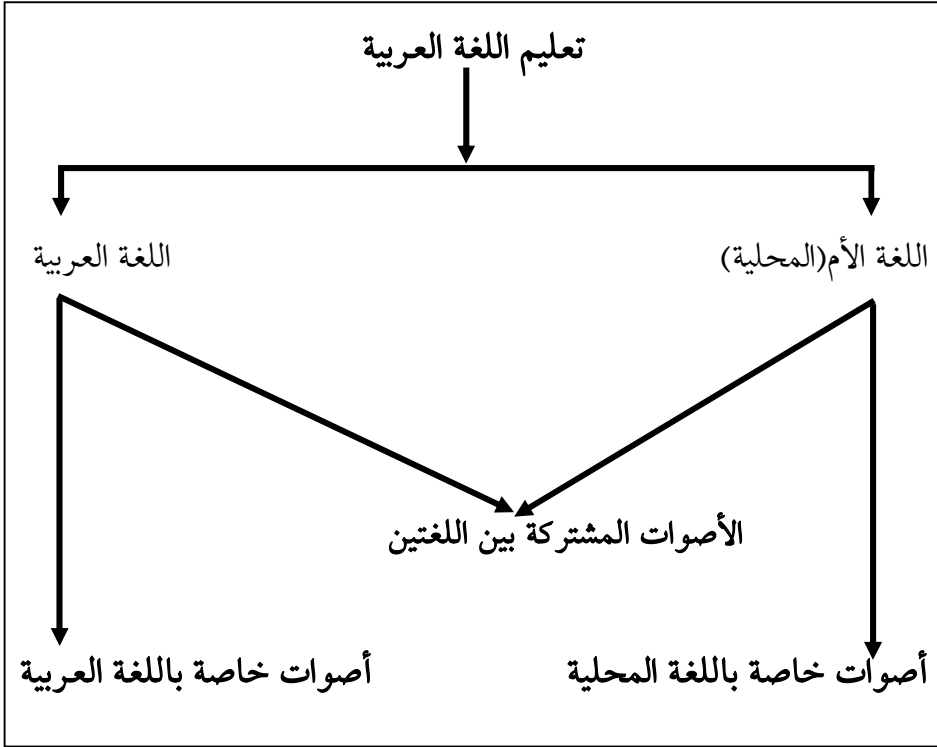 تعليم اللغة العربية
اللغة الأم(المحلية)
اللغة العربية
الأصوات المشتركة بين اللغتين
أصوات خاصة باللغة المحلية
أصوات خاصة باللغة العربية